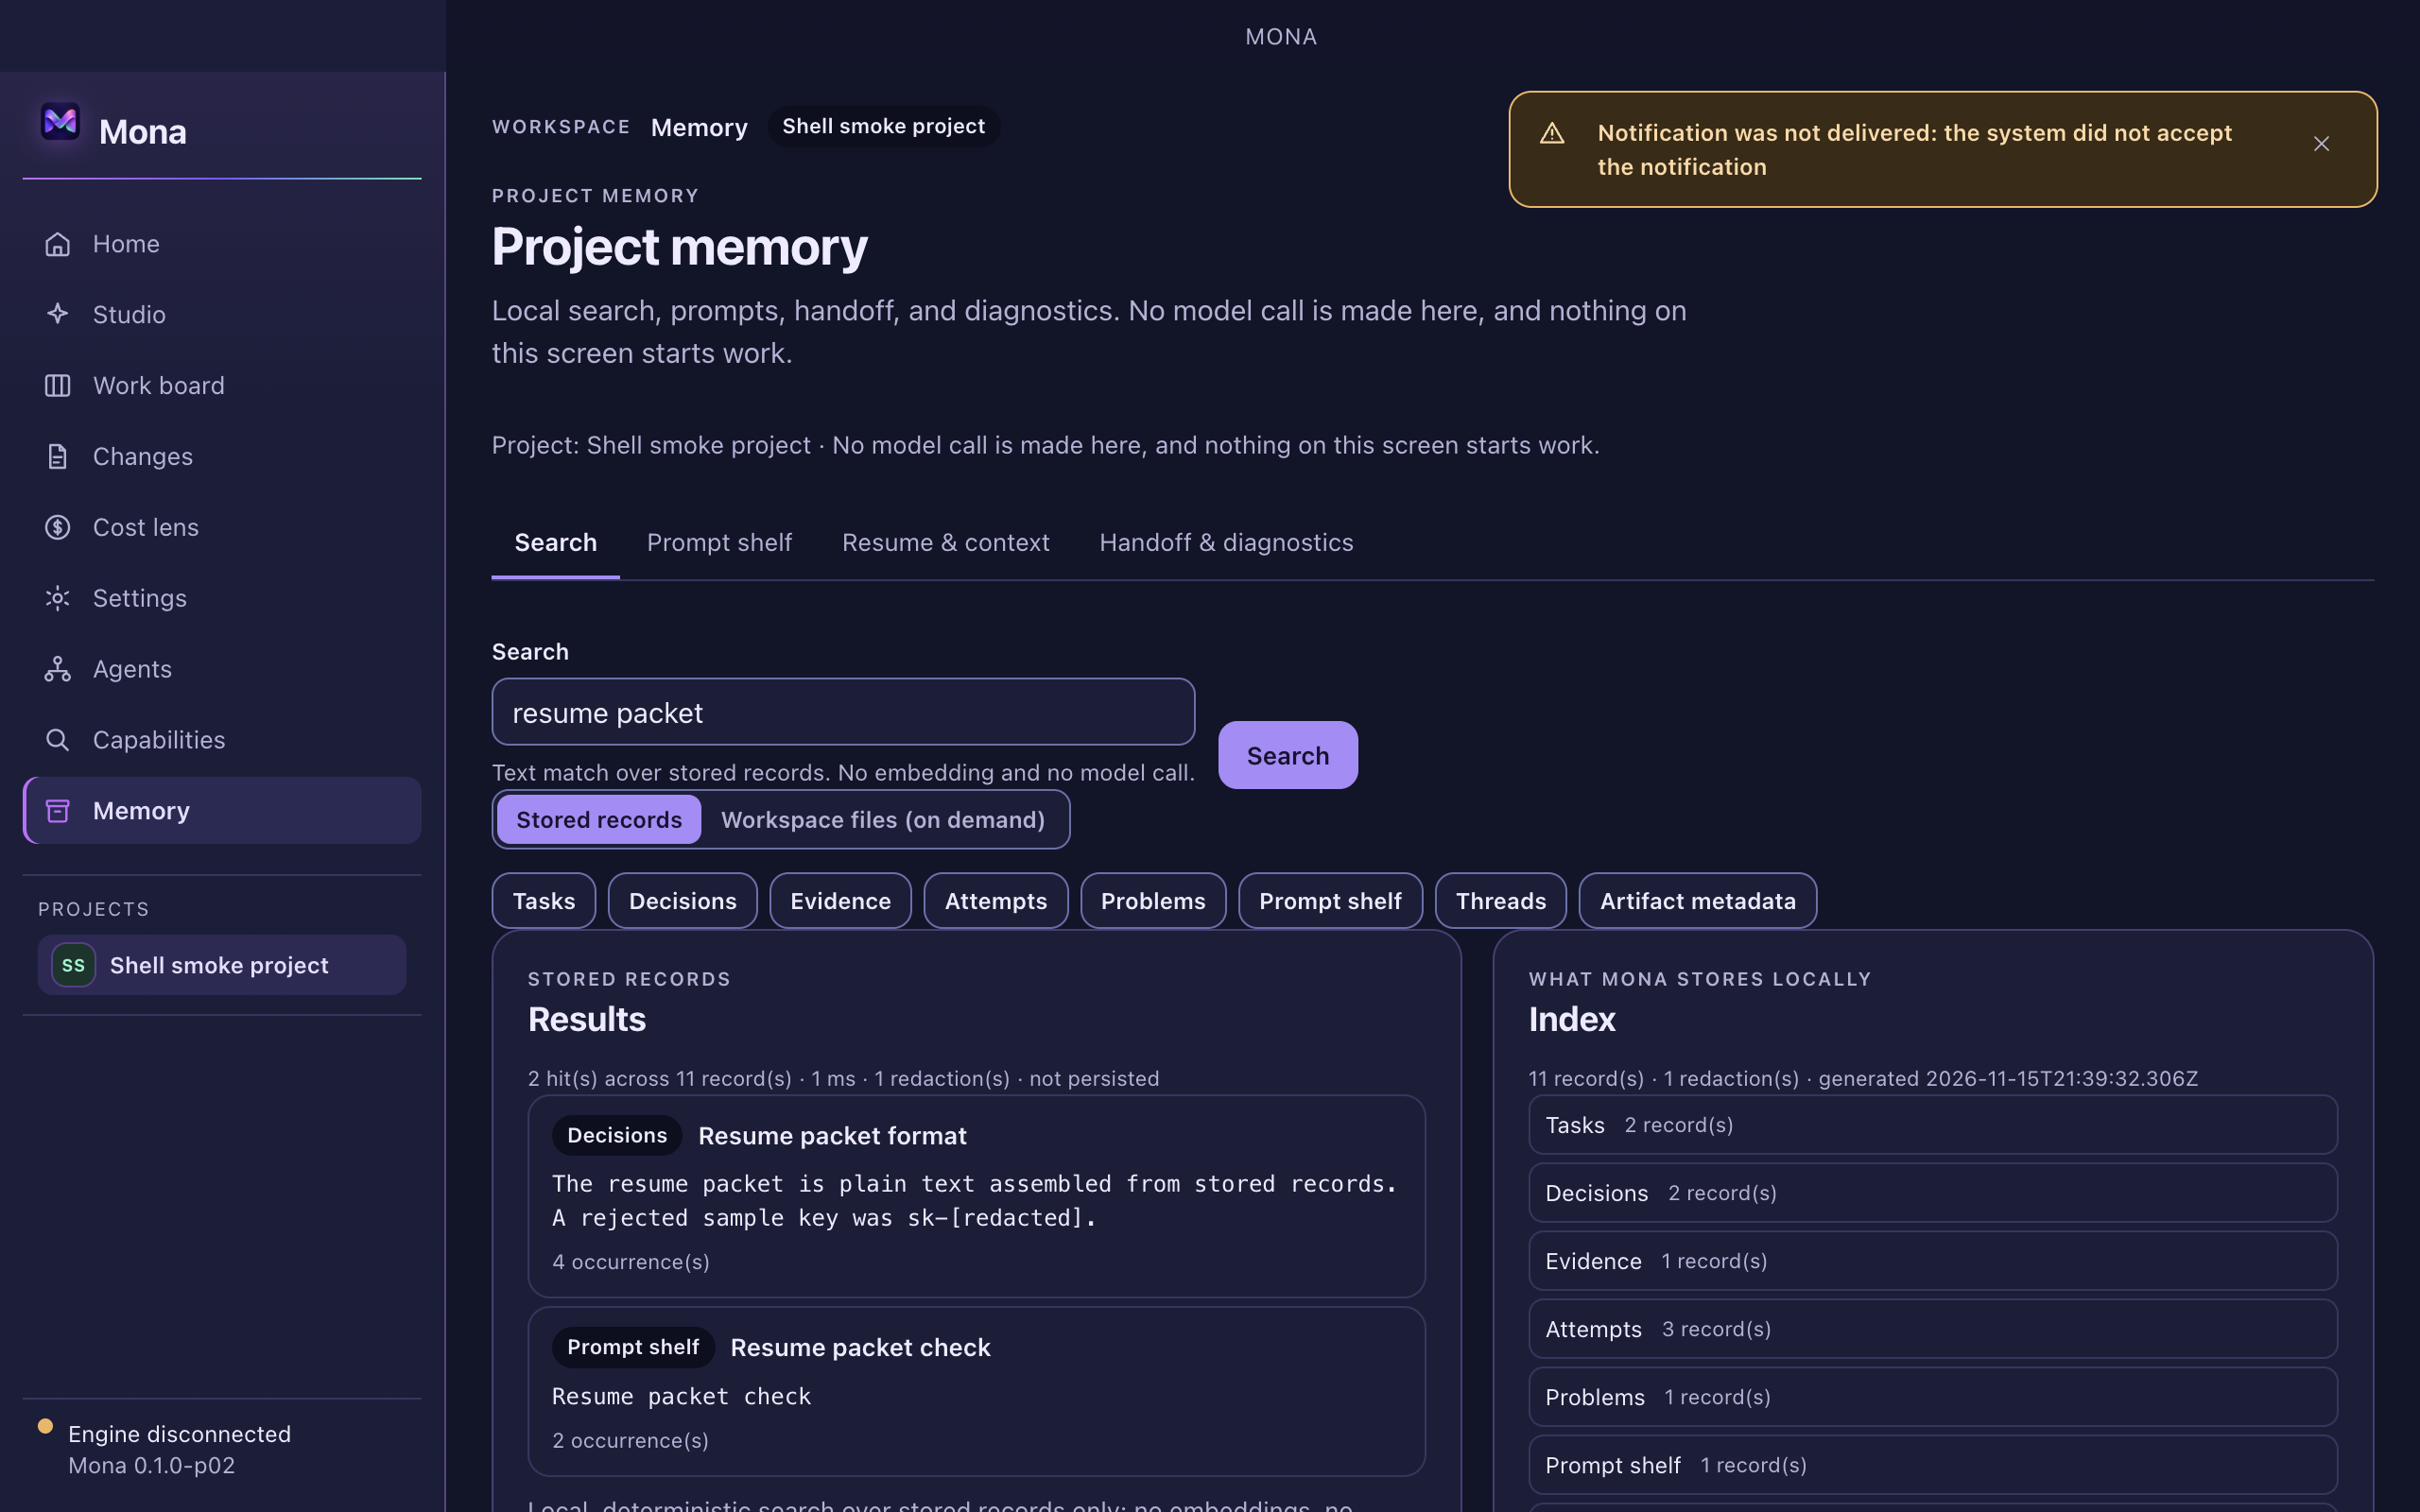 MONA
Mona
Home
Studio
Work board
Changes
Cost lens
Settings
Agents
Capabilities
Memory
PROJECTS
SS Shell smoke project
Engine disconnected
Mona 0.1.0-p02
WORKSPACE Memory Shell smoke project
Notification was not delivered: the system did not accept
the notification
PROJECT MEMORY
Project memory
Local search, prompts, handoff, and diagnostics. No model call is made here, and nothing on
this screen starts work.
Project: Shell smoke project · No model call is made here, and nothing on this screen starts work.
Search Prompt shelf Resume & context Handoff & diagnostics
Search
resume packet
Search
Text match over stored records. No embedding and no model call.
Stored records Workspace files (on demand)
Tasks Decisions Evidence Attempts Problems Prompt shelf Threads Artifact metadata
STORED RECORDS
Results
2 hit(s) across 11 record(s) · 1 ms · 1 redaction(s) · not persisted
Decisions Resume packet format
The resume packet is plain text assembled from stored records.
A rejected sample key was sk-[redacted].
4 occurrence(s)
Prompt shelf Resume packet check
Resume packet check
2 occurrence(s)
Local, deterministic search over stored records only: no embeddings, no
WHAT MONA STORES LOCALLY
Index
11 record(s) · 1 redaction(s) · generated 2026-11-15T21:39:32.306Z
Tasks 2 record(s)
Decisions 2 record(s)
Evidence 1 record(s)
Attempts 3 record(s)
Problems 1 record(s)
Prompt shelf 1 record(s)